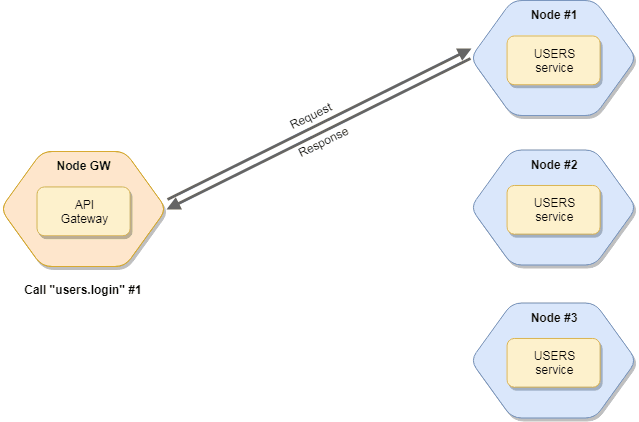 Node #1
USERS
service
Request
Response
Node GW
API
Gateway
Call "users.login" #1
Node #2
USERS
service
Node #3
USERS
service